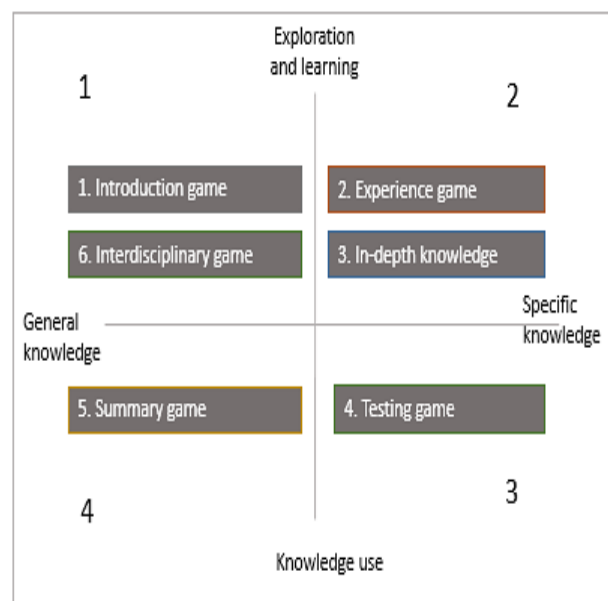 Exploration
and learning
1
2
1. Introduction game
2. Experience game
6. Interdisciplinary game
3. In-depth knowledge
General
knowledge
Specific
knowledge
5. Summary game
4. Testing game
4
3
Knowledge use